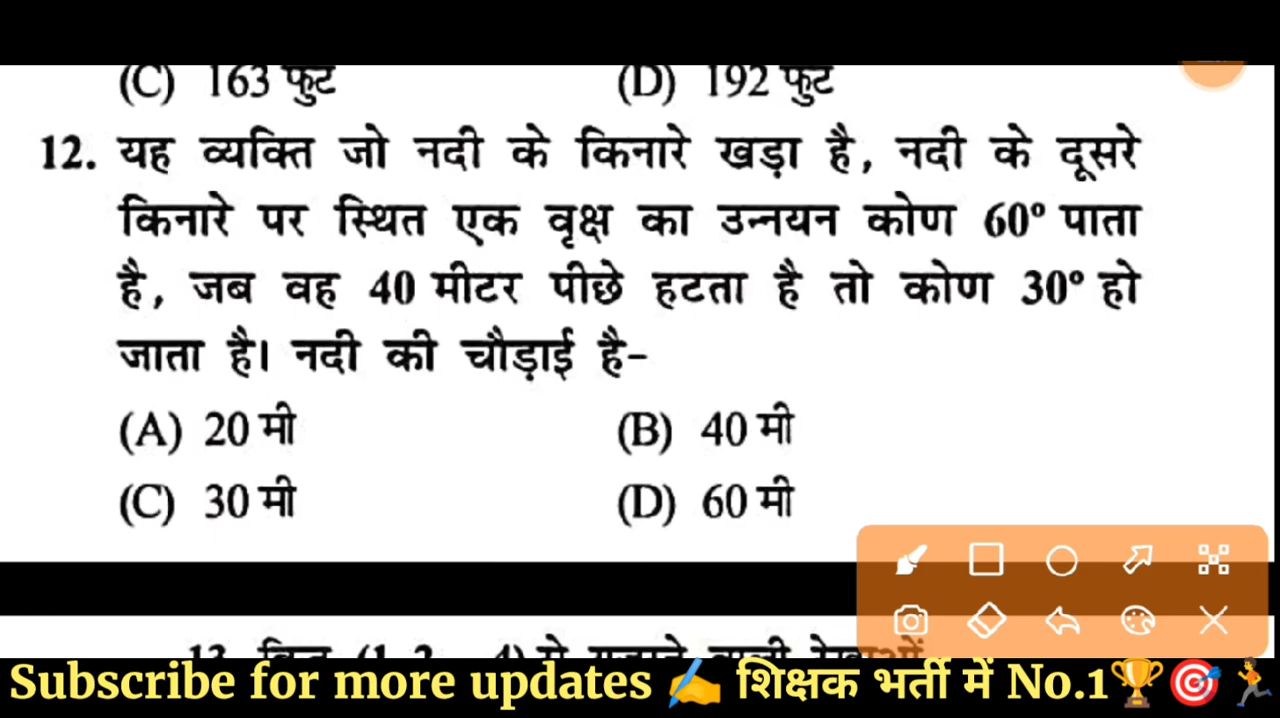 (C) 163 फुट (D) 192 फुट
12. यह व्यक्ति जो नदी के किनारे खड़ा है, नदी के दूसरे
किनारे पर स्थित एक वृक्ष का उन्नयन कोण 60° पाता
है, जब वह 40 मीटर पीछे हटता है तो कोण 30° हो
जाता है। नदी की चौड़ाई है-
(A) 20 मी (B) 40 मी
(C) 30 मी (D) 60 मी
Subscribe for more updates ✍️ शिक्षक भर्ती में No.1🏆🎯🏃